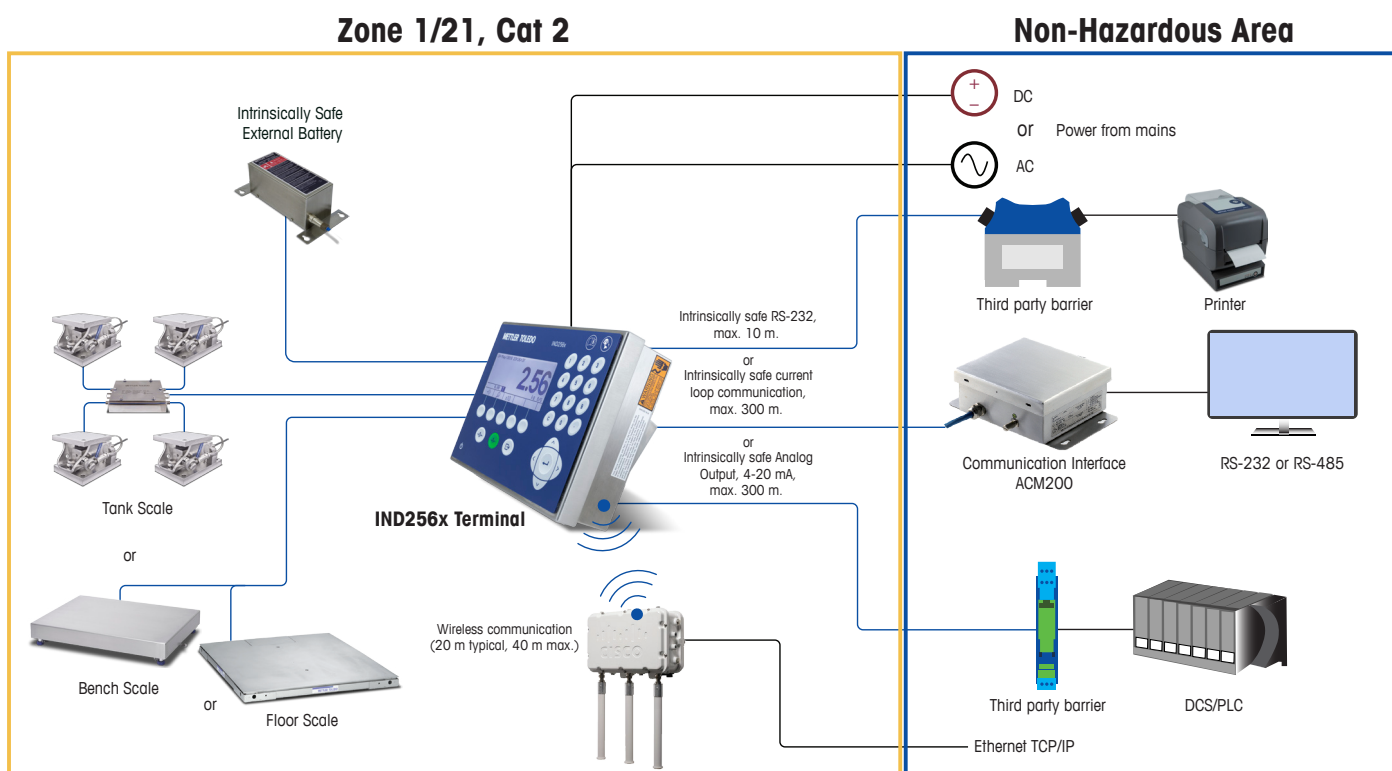 Zone 1/21, Cat 2
Non-Hazardous Area
Intrinsically Safe
External Battery
DC
or
Power from mains
AC
Third party barrier
Printer
Intrinsically safe RS-232,
max. 10 m.
or
Intrinsically safe current
loop communication,
max. 300 m.
or
Intrinsically safe Analog
Output, 4-20 mA,
max. 300 m.
METTLER TOLEDO
IND256x
2.56
Communication Interface
ACM200
RS-232 or RS-485
Tank Scale
or
IND256x Terminal
Bench Scale
or
Floor Scale
Wireless communication
(20 m typical, 40 m max.)
CISCO
Third party barrier
DCS/PLC
Ethernet TCP/IP